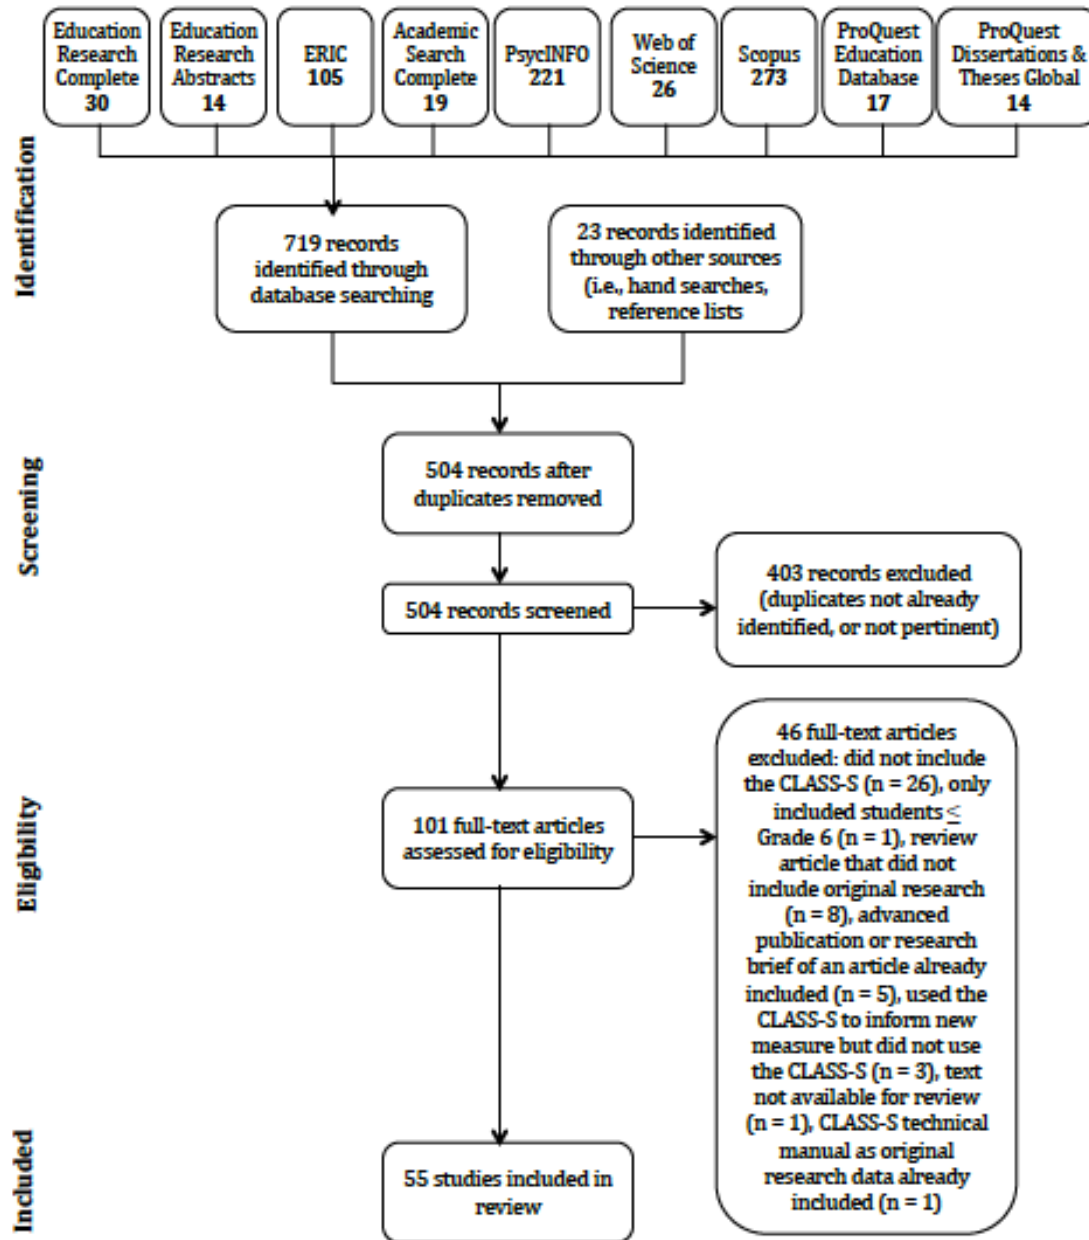 Education
Research
Complete
30
Education
Research
Abstracts
14
ERIC
105
Academic
Search
Complete
19
PsycINFO
221
Web of
Science
26
Scopus
273
ProQuest
Education
Database
17
ProQuest
Dissertations &
Theses Global
14
Identification
719 records
identified through
database searching
23 records identified
through other sources
(i.e., hand searches,
reference lists
Screening
504 records after
duplicates removed
504 records screened
403 records excluded
(duplicates not already
identified, or not pertinent)
Eligibility
101 full-text articles
assessed for eligibility
46 full-text articles
excluded: did not include
the CLASS-S (n = 26), only
included students ≤
Grade 6 (n = 1), review
article that did not
include original research
(n = 8), advanced
publication or research
brief of an article already
included (n = 5), used the
CLASS-S to inform new
measure but did not use
the CLASS-S (n = 3), text
not available for review
(n = 1), CLASS-S technical
manual as original
research data already
included (n = 1)
Included
55 studies included in
review